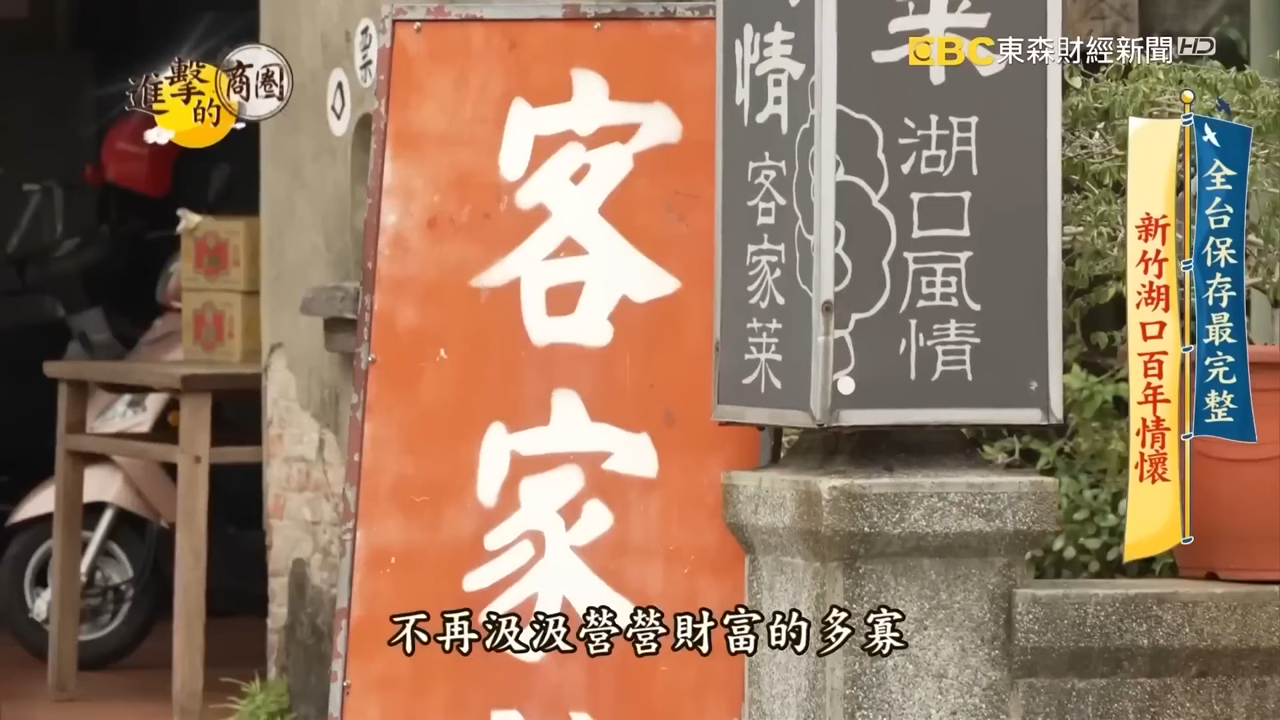 進擊的商圈
EBC東森財經新聞HD
全台保存最完整
新竹湖口百年情懷
票
客家
情
客家菜
菜
湖口風情
不再汲汲營營財富的多寡